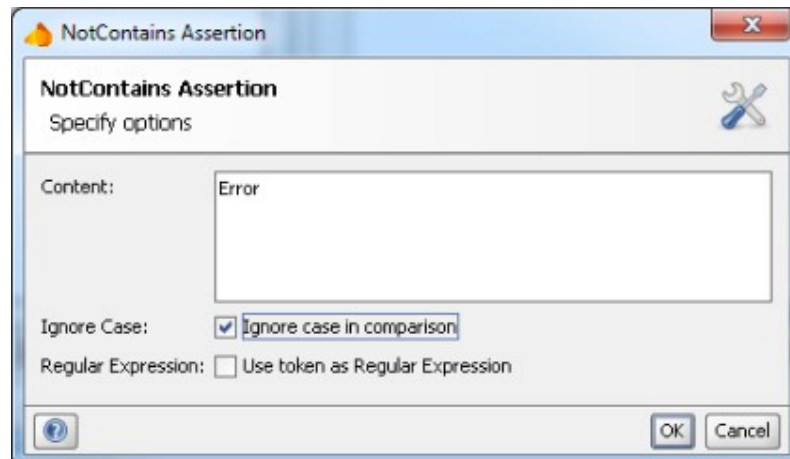 NotContains Assertion
NotContains Assertion
Specify options
Content:
Error
Ignore Case: Ignore case in comparison
Regular Expression: Use token as Regular Expression
OK Cancel